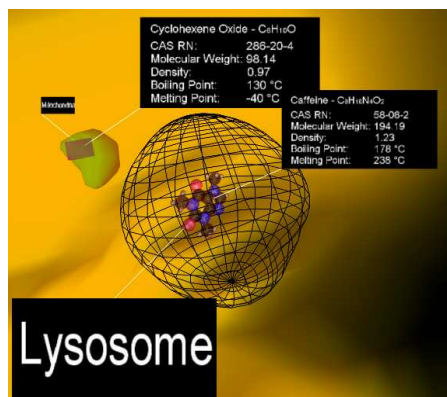 Cyclohexene Oxide - C₆H₁₀O
CAS RN: 286-20-4
Molecular Weight: 98.14
Density: 0.97
Boiling Point: 130 °C
Melting Point: -40 °C
Mitochondria
Caffeine - C₈H₁₀N₄O₂
CAS RN: 58-08-2
Molecular Weight: 194.19
Density: 1.23
Boiling Point: 178 °C
Melting Point: 238 °C
Lysosome